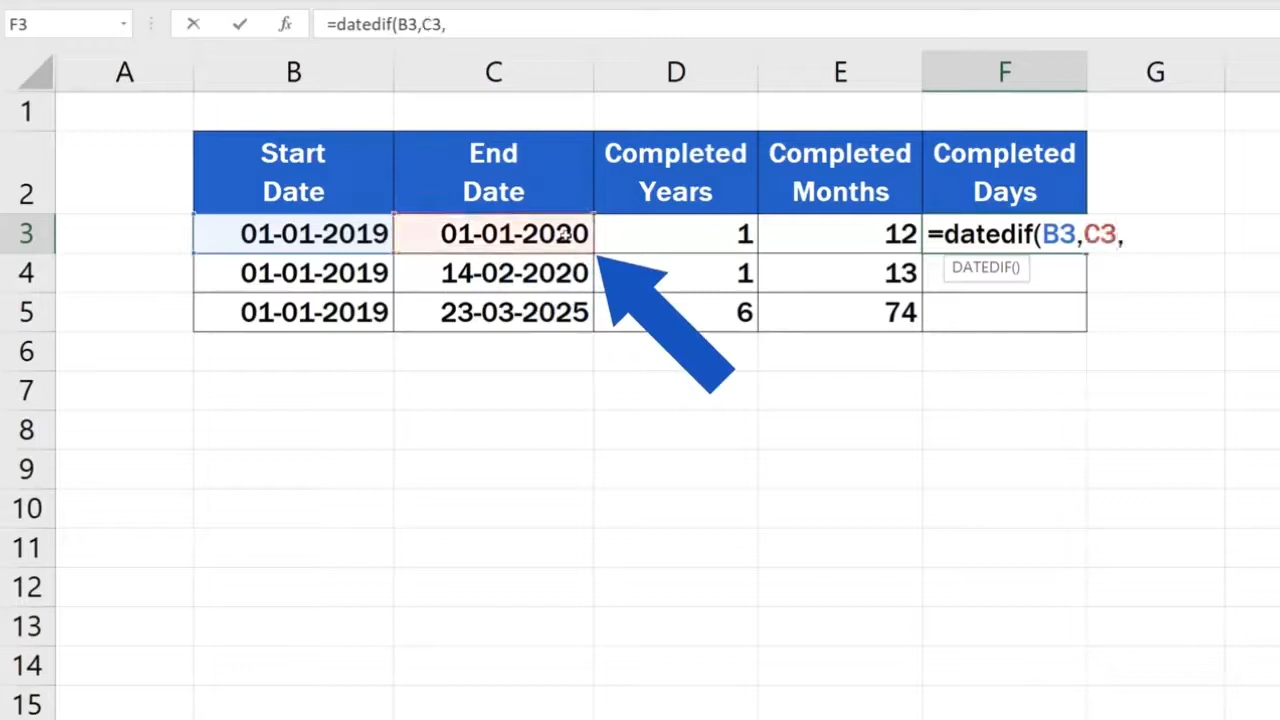 F3 =datedif(B3,C3,
A B C D E F G
1
2 Start Date End Date Completed Years Completed Months Completed Days
3 01-01-2019 01-01-2020 1 12 =datedif(B3,C3,
DATEDIF()
4 01-01-2019 14-02-2020 1 13
5 01-01-2019 23-03-2025 6 74
6
7
8
9
10
11
12
13
14
15